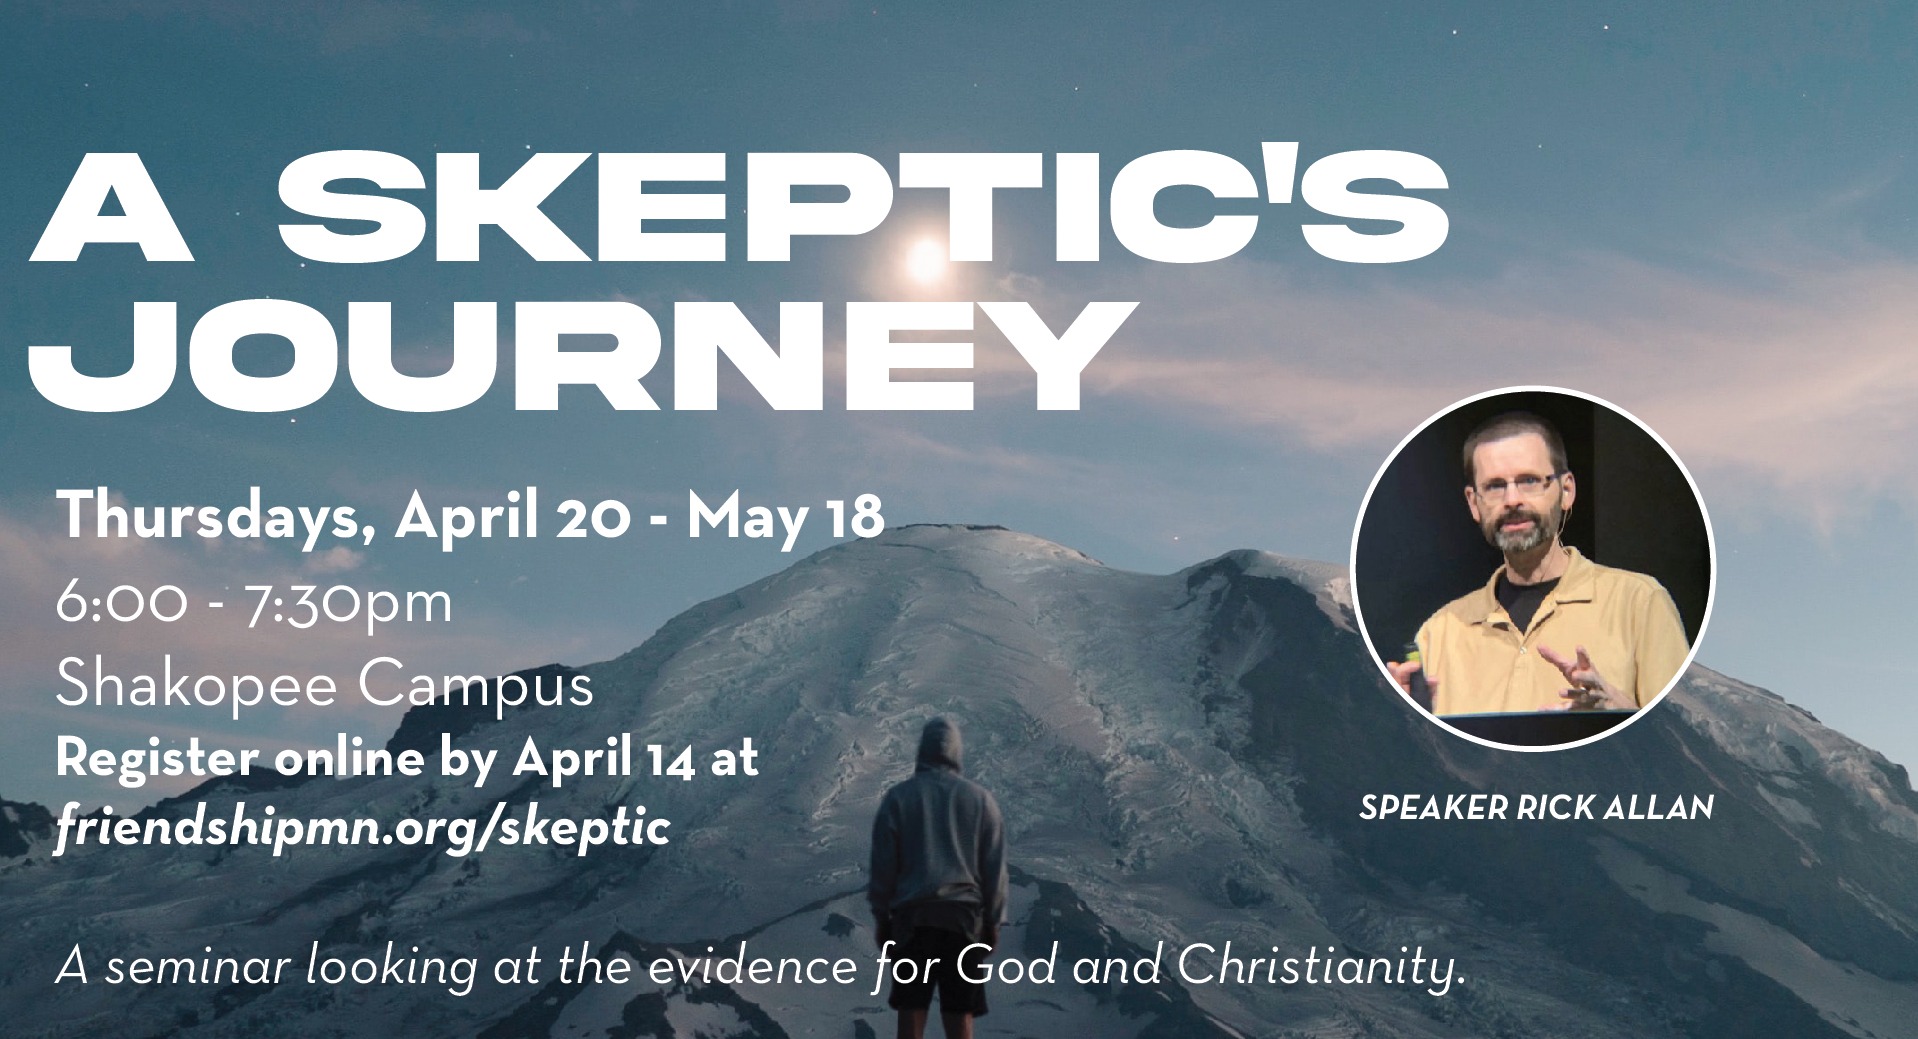 A SKEPTIC'S
JOURNEY
Thursdays, April 20 - May 18
6:00 - 7:30pm
Shakopee Campus
Register online by April 14 at
friendshipmn.org/skeptic
SPEAKER RICK ALLAN
A seminar looking at the evidence for God and Christianity.